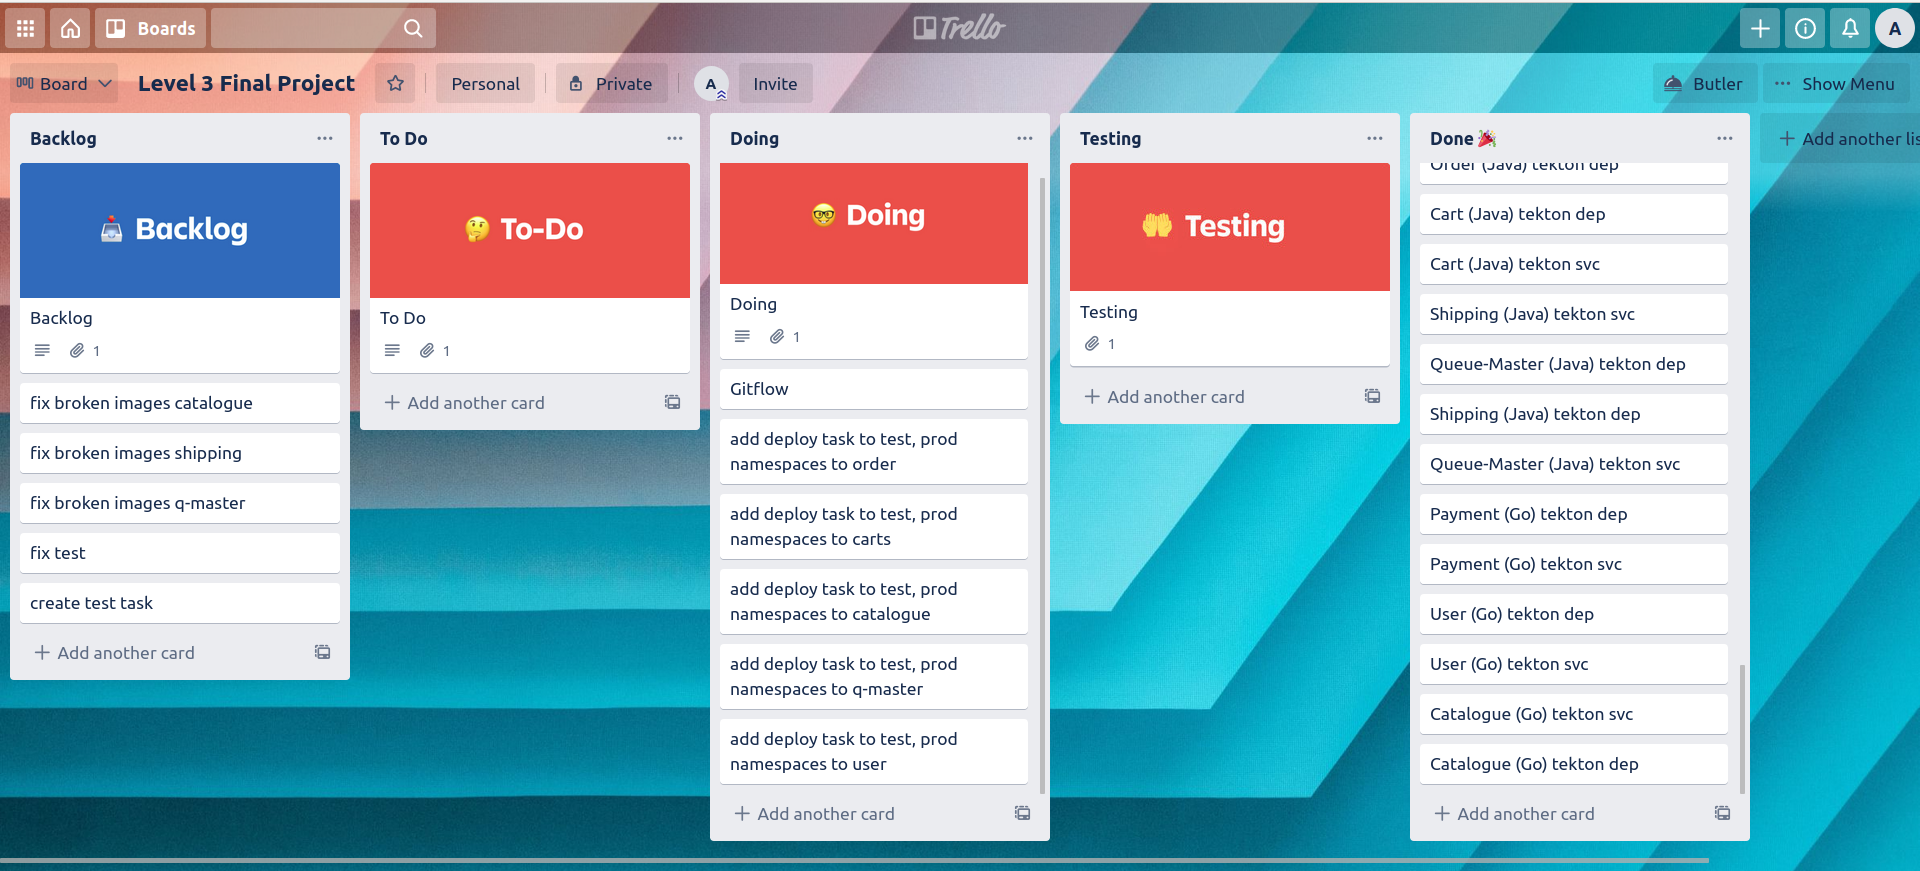 Boards
Trello
A
Board
Level 3 Final Project
Personal
Private
A
Invite
Butler
Show Menu
Backlog
Backlog
Backlog
1
fix broken images catalogue
fix broken images shipping
fix broken images q-master
fix test
create test task
Add another card
To Do
To-Do
To Do
1
Add another card
Doing
Doing
Doing
1
Gitflow
add deploy task to test, prod
namespaces to order
add deploy task to test, prod
namespaces to carts
add deploy task to test, prod
namespaces to catalogue
add deploy task to test, prod
namespaces to q-master
add deploy task to test, prod
namespaces to user
Add another card
Testing
Testing
Testing
1
Add another card
Done
Order (Java) tekton dep
Cart (Java) tekton dep
Cart (Java) tekton svc
Shipping (Java) tekton svc
Queue-Master (Java) tekton dep
Shipping (Java) tekton dep
Queue-Master (Java) tekton svc
Payment (Go) tekton dep
Payment (Go) tekton svc
User (Go) tekton dep
User (Go) tekton svc
Catalogue (Go) tekton svc
Catalogue (Go) tekton dep
Add another card
Add another lis